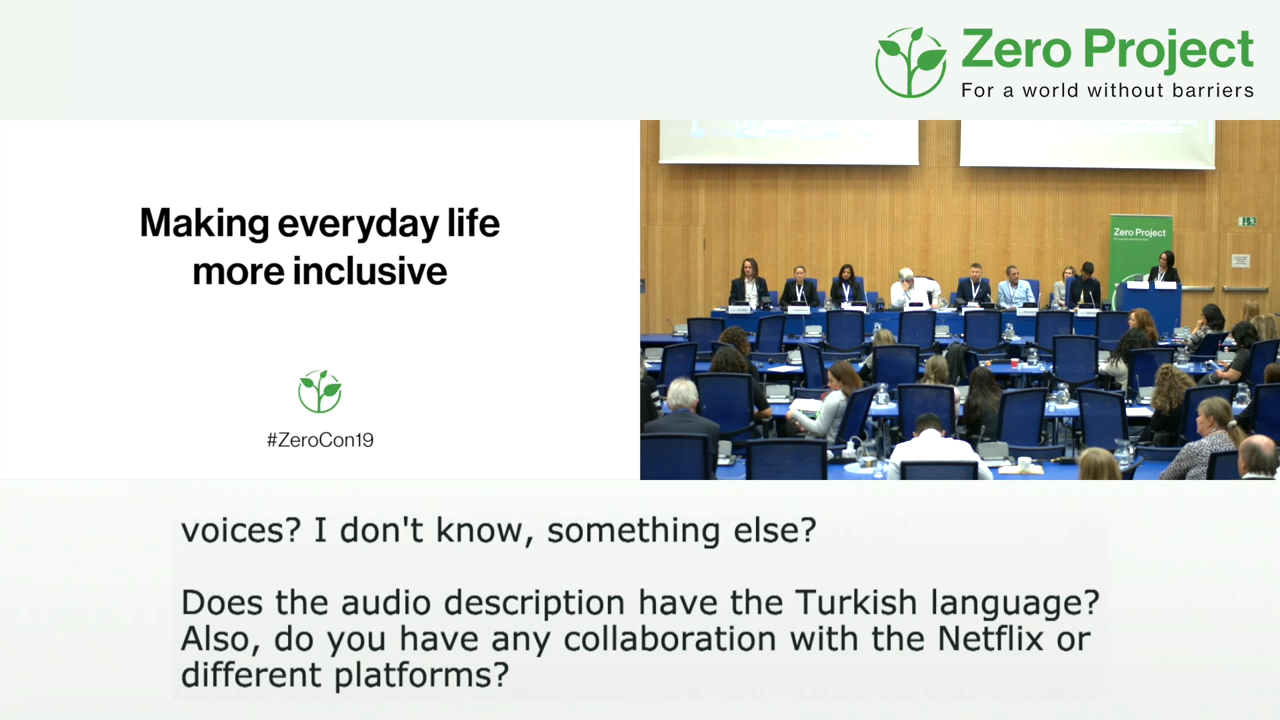 Zero Project
For a world without barriers
Making everyday life
more inclusive
#ZeroCon19
Zero Project
voices? I don't know, something else?
Does the audio description have the Turkish language?
Also, do you have any collaboration with the Netflix or
different platforms?